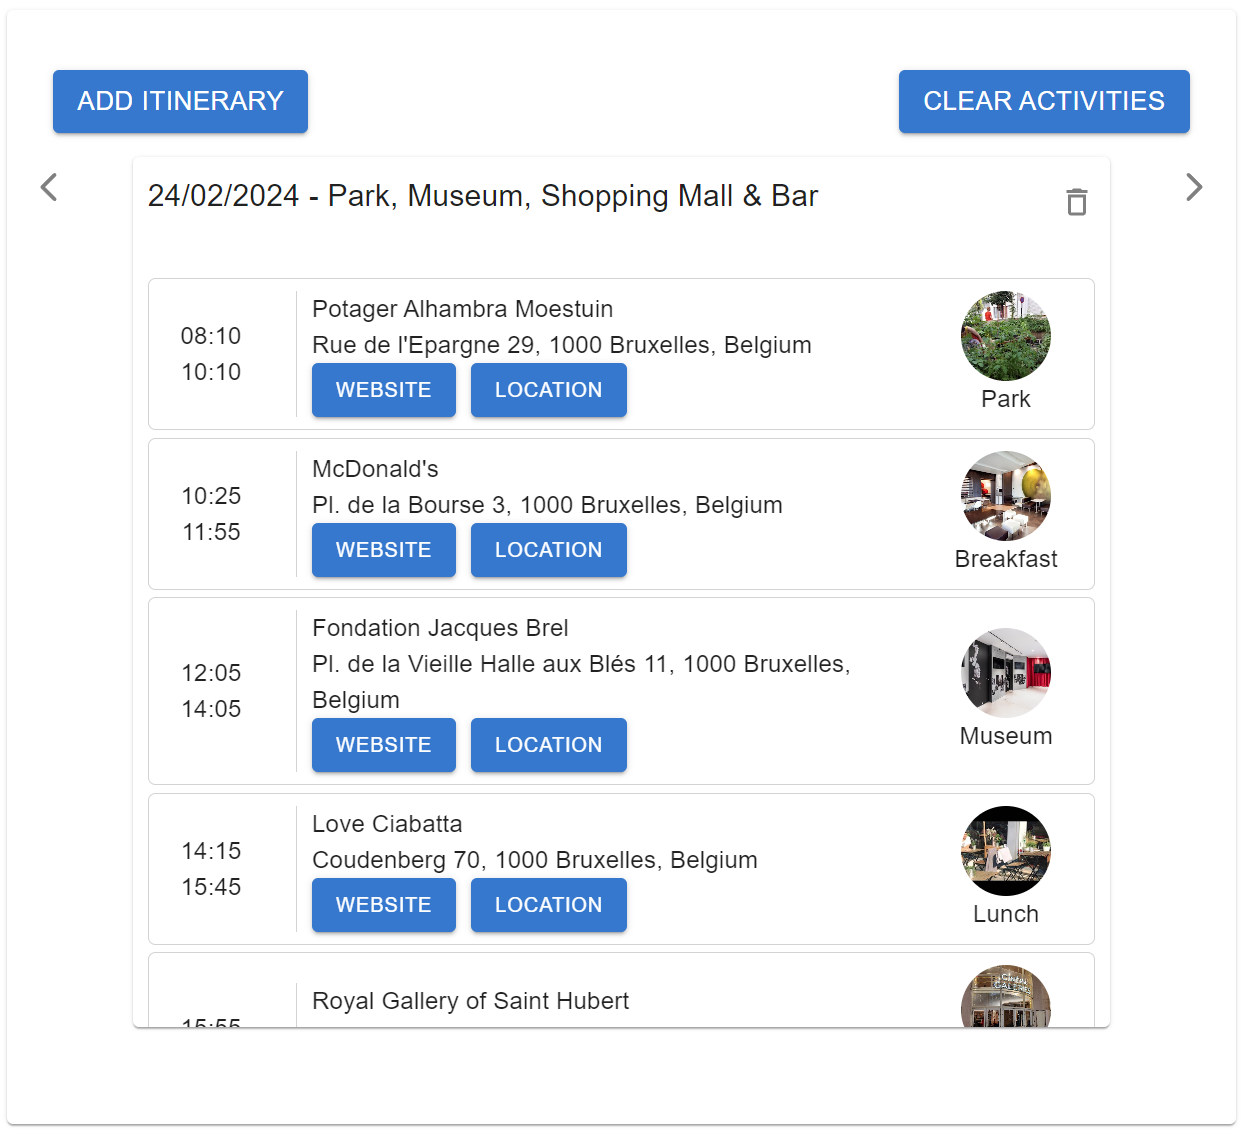 ADD ITINERARY
CLEAR ACTIVITIES
24/02/2024 - Park, Museum, Shopping Mall & Bar
08:10
10:10
Potager Alhambra Moestuin
Rue de l'Epargne 29, 1000 Bruxelles, Belgium
WEBSITE
LOCATION
Park
10:25
11:55
McDonald's
Pl. de la Bourse 3, 1000 Bruxelles, Belgium
WEBSITE
LOCATION
Breakfast
12:05
14:05
Fondation Jacques Brel
Pl. de la Vieille Halle aux Blés 11, 1000 Bruxelles,
Belgium
WEBSITE
LOCATION
Museum
14:15
15:45
Love Ciabatta
Coudenberg 70, 1000 Bruxelles, Belgium
WEBSITE
LOCATION
Lunch
15:55
Royal Gallery of Saint Hubert
CINEMA
GALERIES